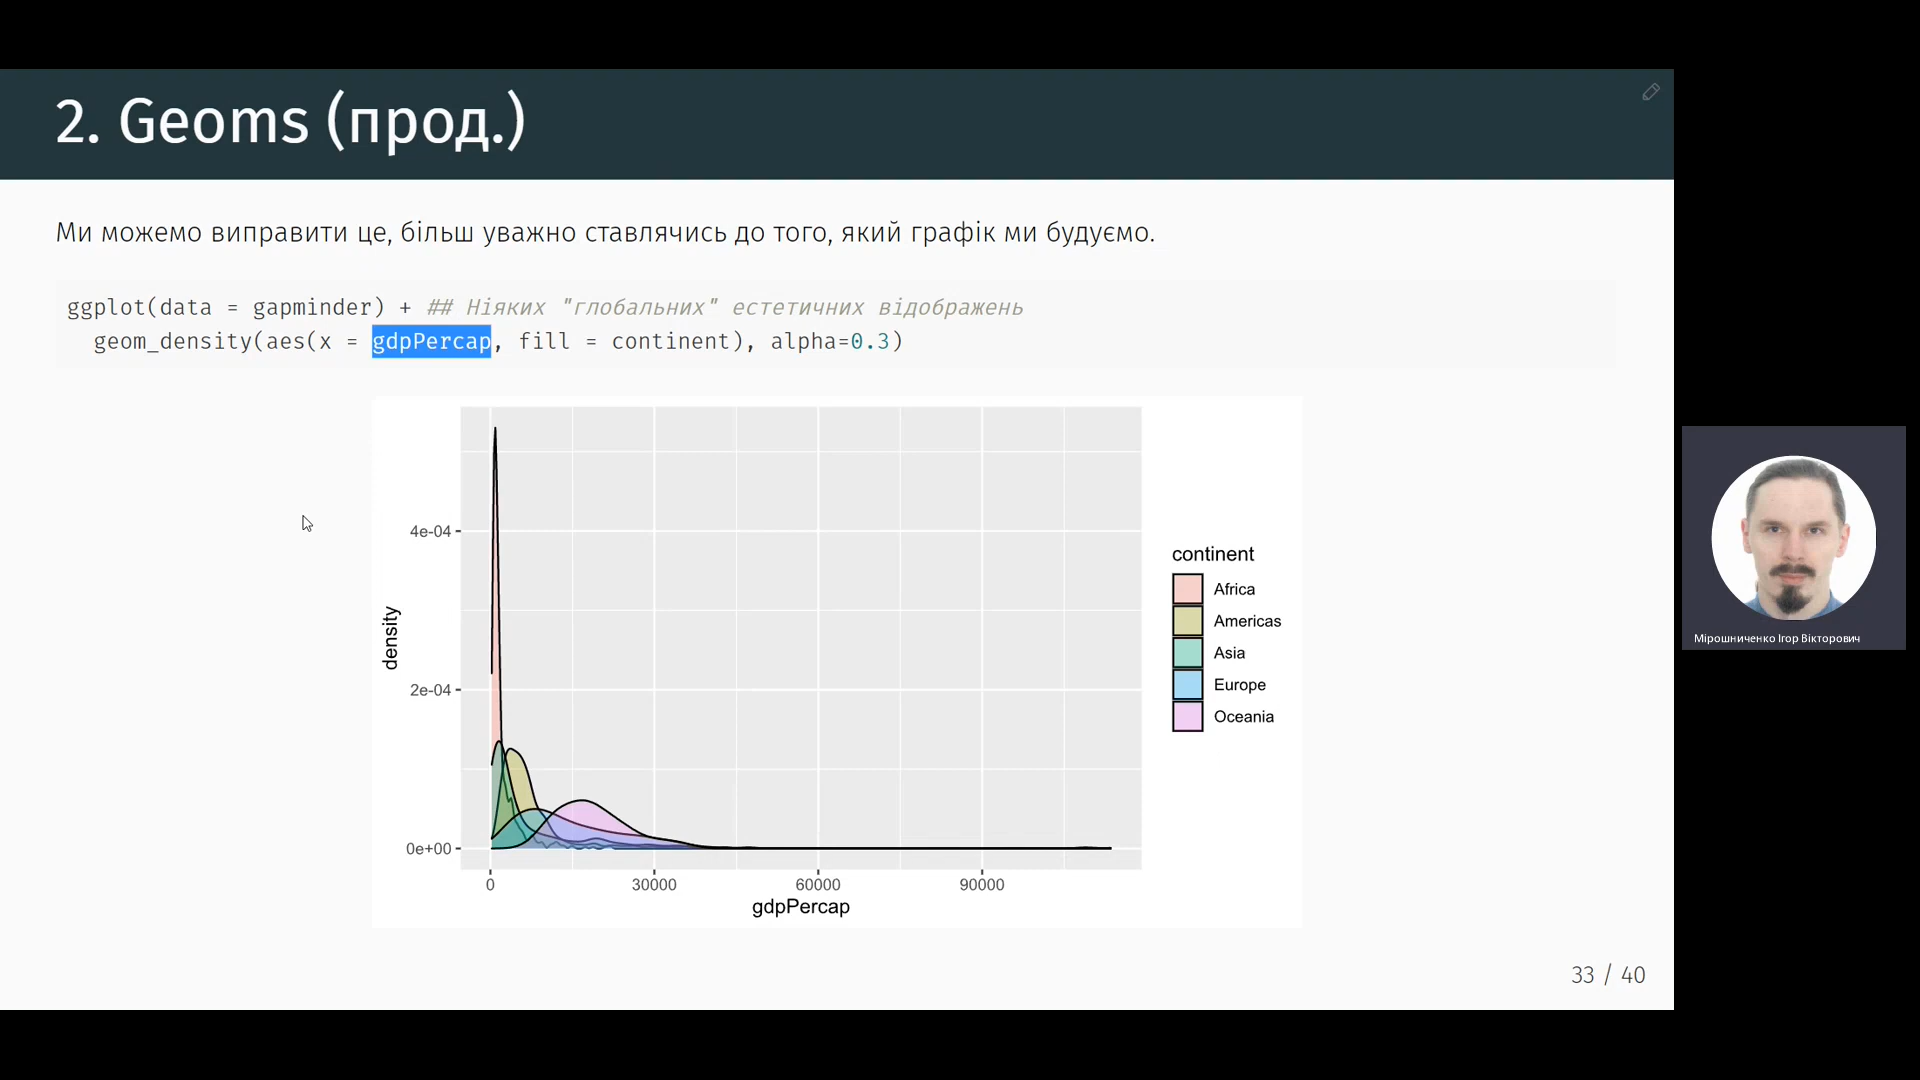 2. Geoms (прод.)
Ми можемо виправити це, більш уважно ставлячись до того, який графік ми будуємо.
ggplot(data = gapminder) + ## Ніяких "глобальних" естетичних відображень
geom_density(aes(x = gdpPercap, fill = continent), alpha=0.3)
4e-04
2e-04
0e+00
density
0
30000
60000
90000
gdpPercap
continent
Africa
Americas
Asia
Europe
Oceania
Мірошниченко Ігор Вікторович
33 / 40